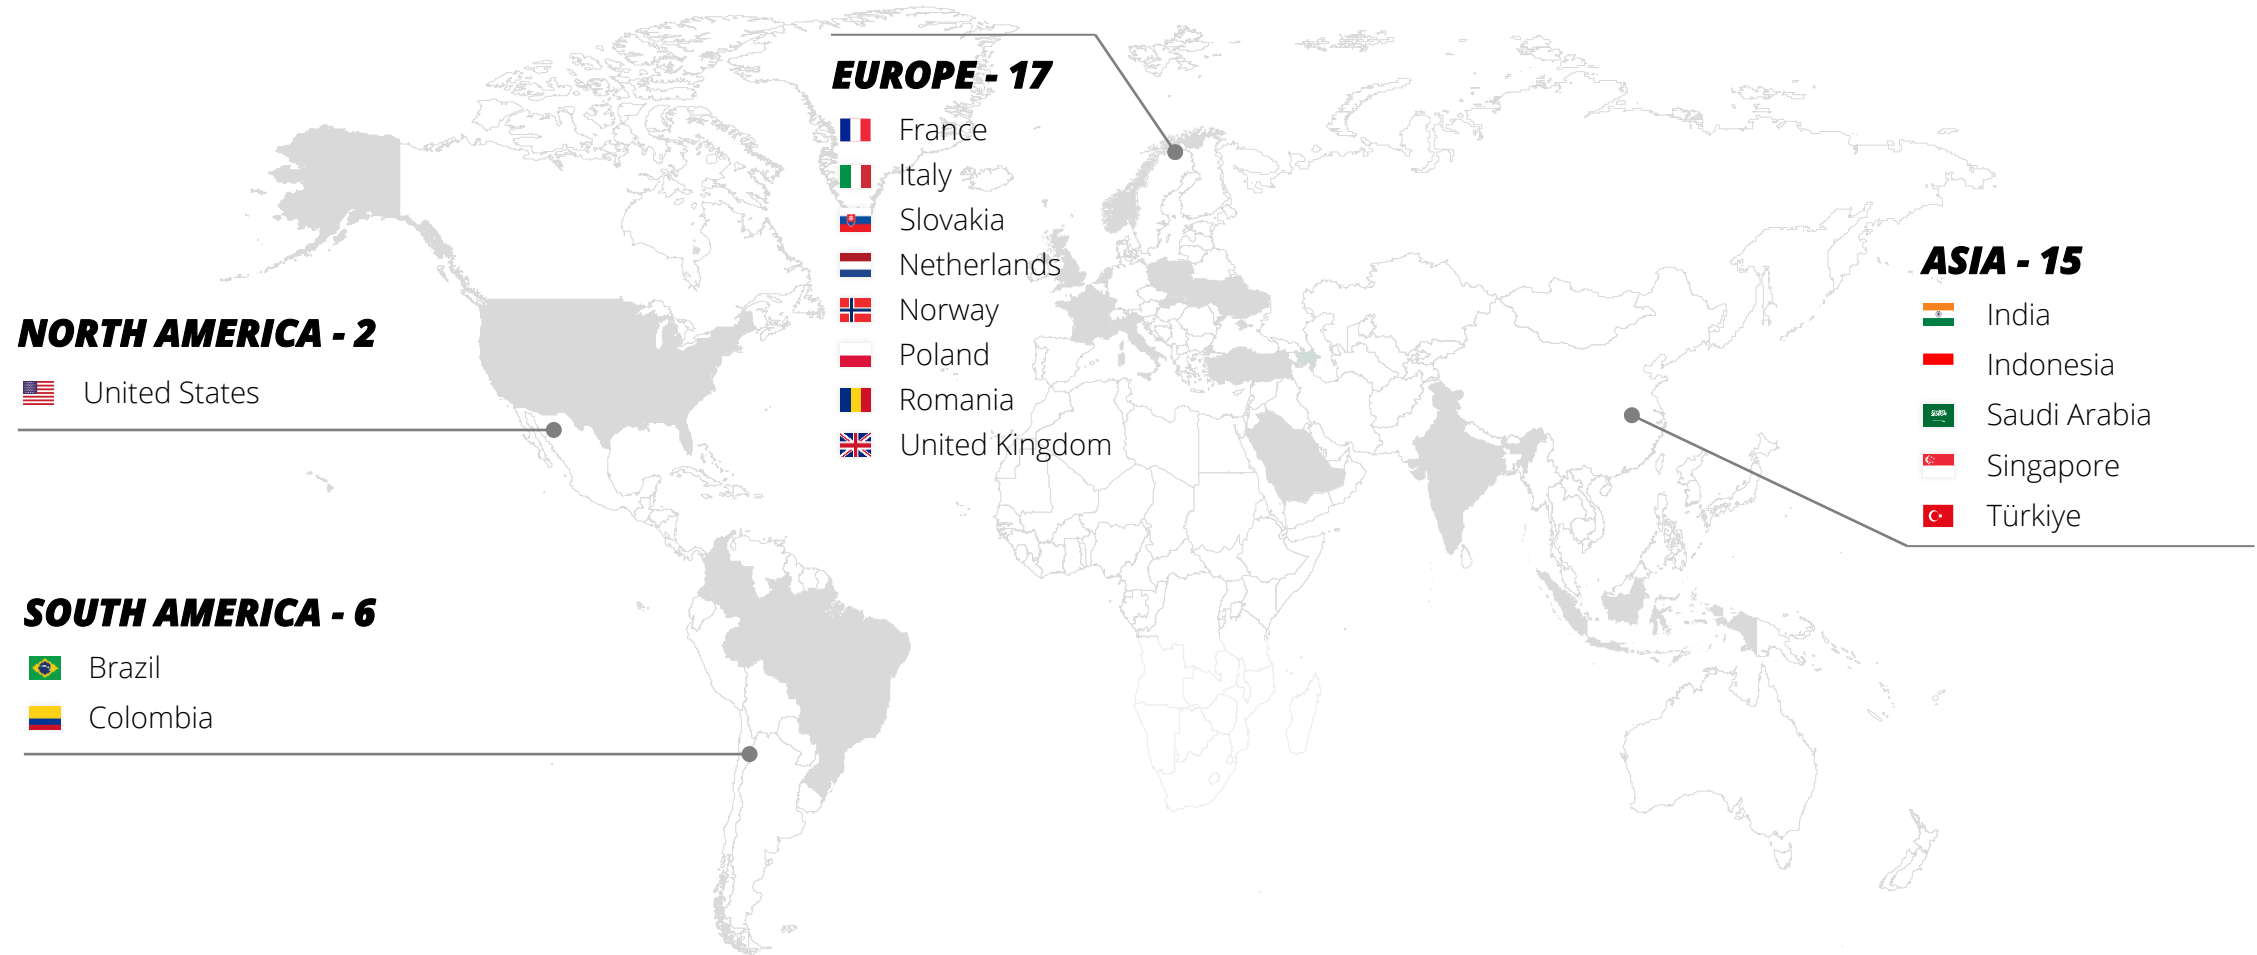 EUROPE - 17
France
Italy
Slovakia
Netherlands
Norway
Poland
Romania
United Kingdom
ASIA - 15
India
Indonesia
Saudi Arabia
Singapore
Türkiye
NORTH AMERICA - 2
United States
SOUTH AMERICA - 6
Brazil
Colombia